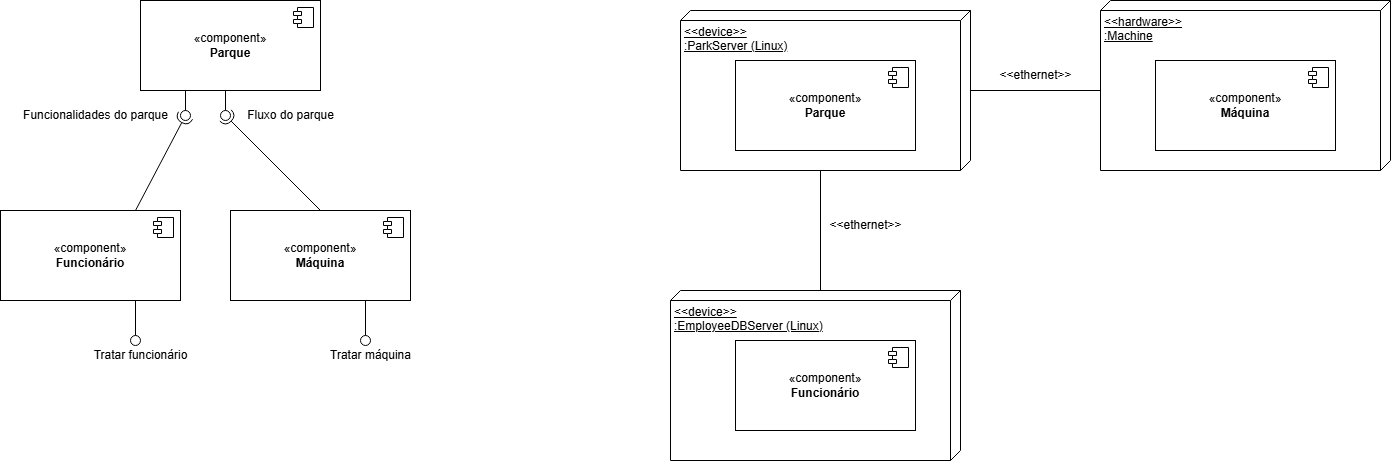 «component»
Parque
Funcionalidades do parque
Fluxo do parque
«component»
Funcionário
«component»
Máquina
Tratar funcionário
Tratar máquina
<<device>>
:ParkServer (Linux)
«component»
Parque
<<ethernet>>
<<hardware>>
:Machine
«component»
Máquina
<<ethernet>>
<<device>>
:EmployeeDBServer (Linux)
«component»
Funcionário